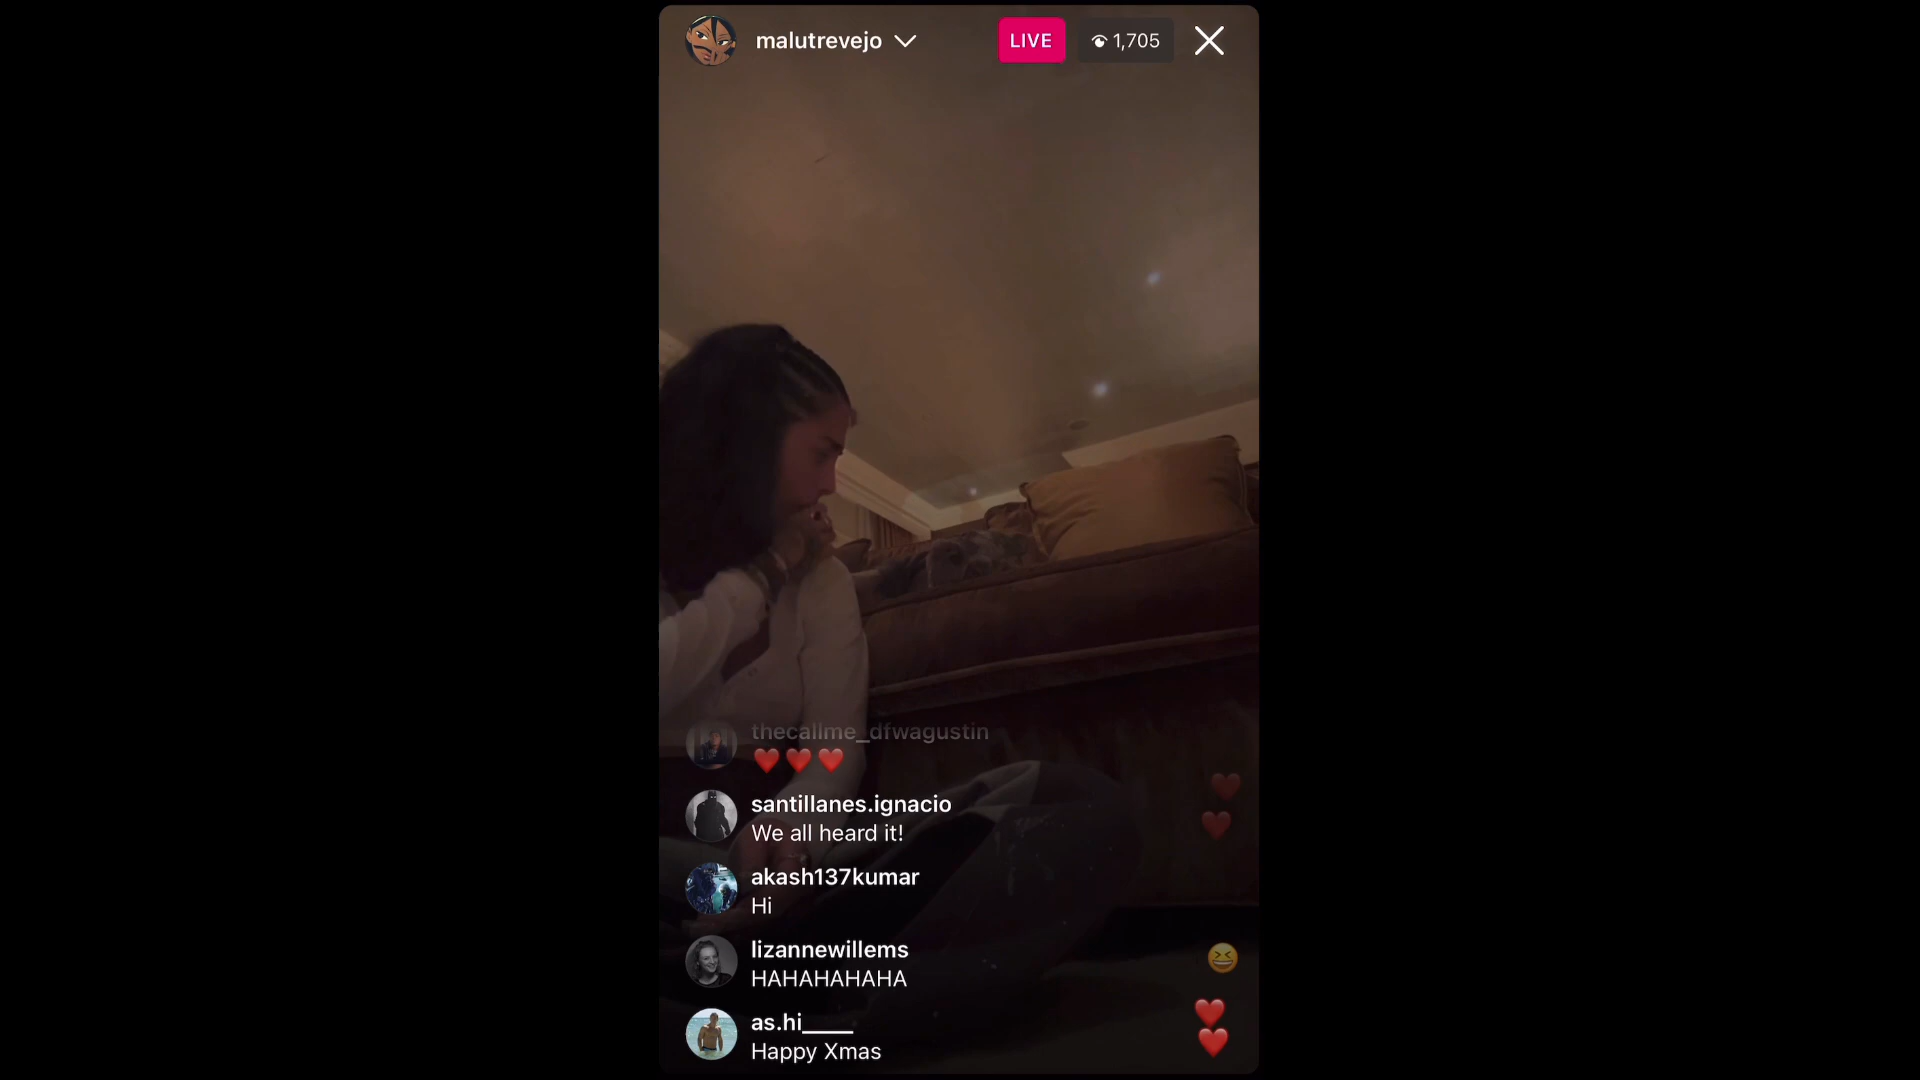 malutrevejo
LIVE
1,705
thecallme_dfwagustin
santillanes.ignacio
We all heard it!
akash137kumar
Hi
lizannewillems
HAHAHAHAHA
as.hi____
Happy Xmas